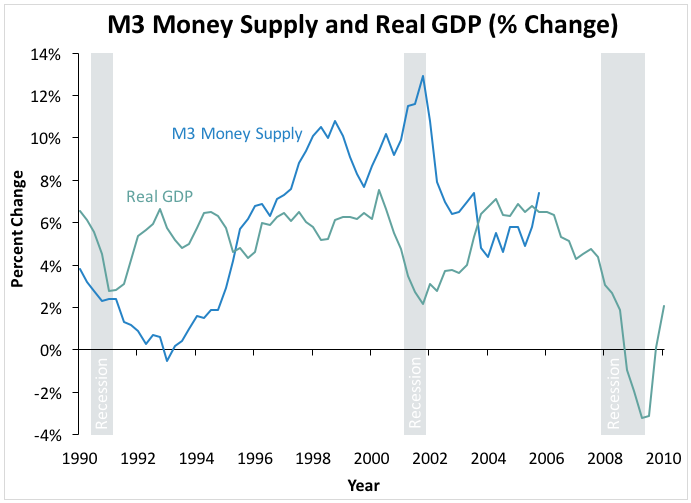 M3 Money Supply and Real GDP (% Change)
14%
12%
10%
8%
6%
4%
2%
0%
-2%
-4%
Percent Change
M3 Money Supply
Real GDP
Recession
Recession
Recession
1990 1992 1994 1996 1998 2000 2002 2004 2006 2008 2010
Year